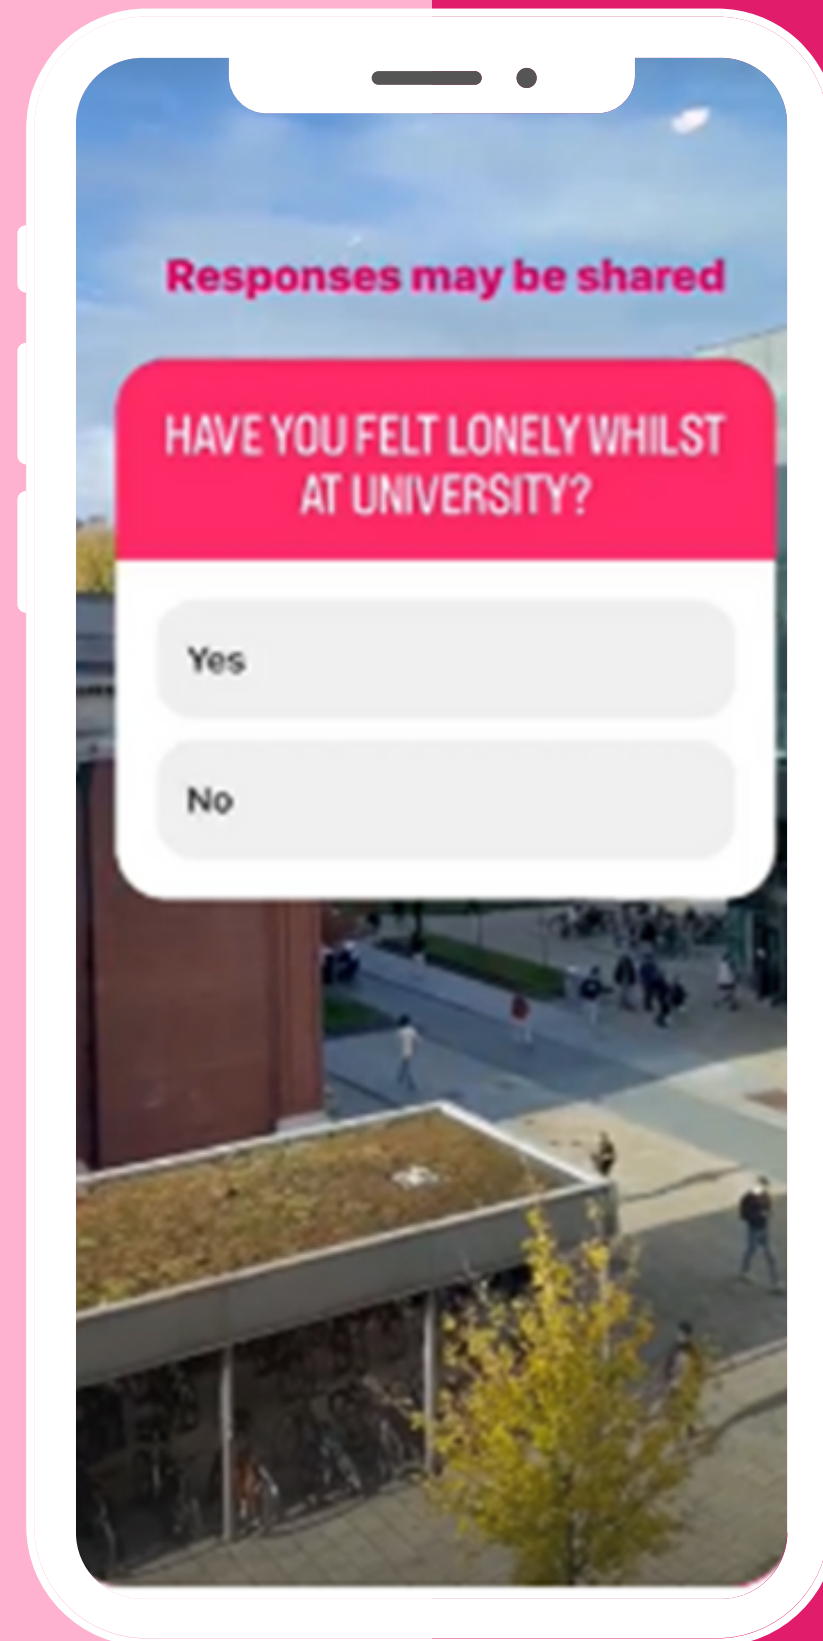 Responses may be shared
HAVE YOU FELT LONELY WHILST
AT UNIVERSITY?
Yes
No